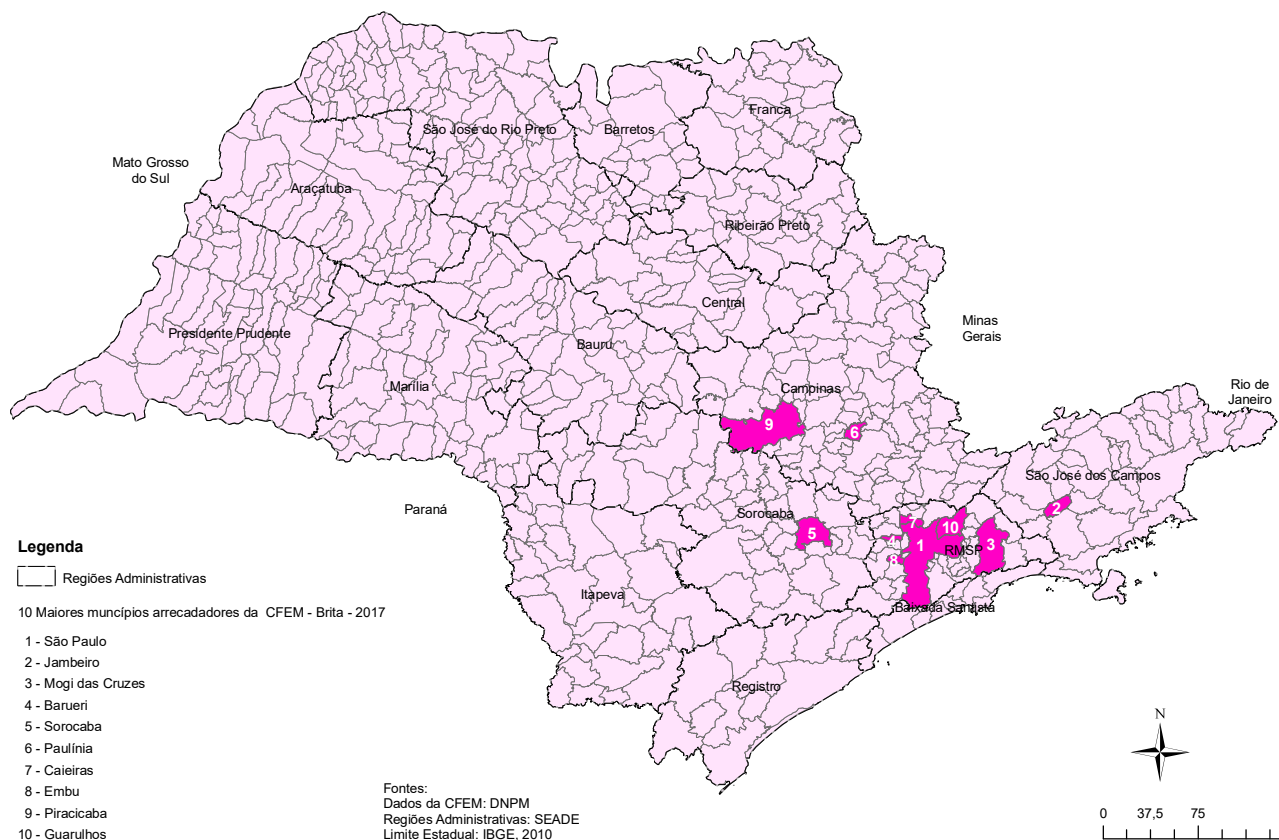 Franca
São José do Rio Preto
Barretos
Mato Grosso
do Sul
Araçatuba
Ribeirão Preto
Central
Minas
Gerais
Presidente Prudente
Bauru
Marília
Campinas
Rio de
Janeiro
9
6
São José dos Campos
2
Paraná
Sorocaba
5
7
10
4
1
3
RMSP
8
Itapeva
Baixada Santista
Registro
Legenda
Regiões Administrativas
10 Maiores muncípios arrecadadores da CFEM - Brita - 2017
1 - São Paulo
2 - Jambeiro
3 - Mogi das Cruzes
4 - Barueri
5 - Sorocaba
6 - Paulínia
7 - Caieiras
8 - Embu
9 - Piracicaba
10 - Guarulhos
Fontes:
Dados da CFEM: DNPM
Regiões Administrativas: SEADE
Limite Estadual: IBGE, 2010
N
0 37,5 75